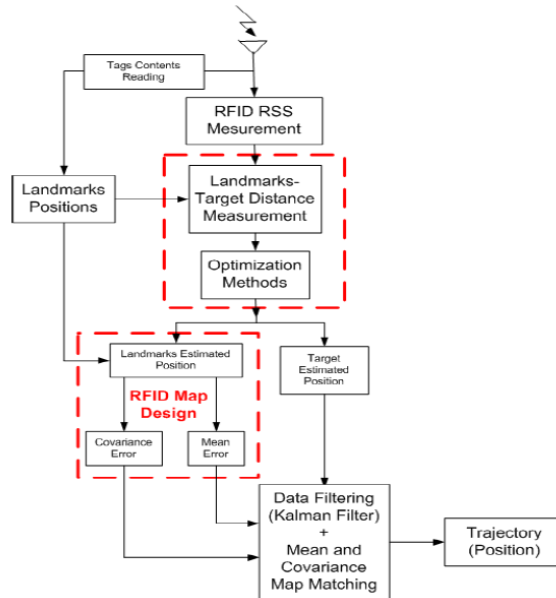 Tags Contents
Reading
RFID RSS
Mesurement
Landmarks
Positions
Landmarks-
Target Distance
Measurement
Optimization
Methods
Landmarks Estimated
Position
Target
Estimated
Position
RFID Map
Design
Covariance
Error
Mean
Error
Data Filtering
(Kalman Filter)
+
Mean and
Covariance
Map Matching
Trajectory
(Position)